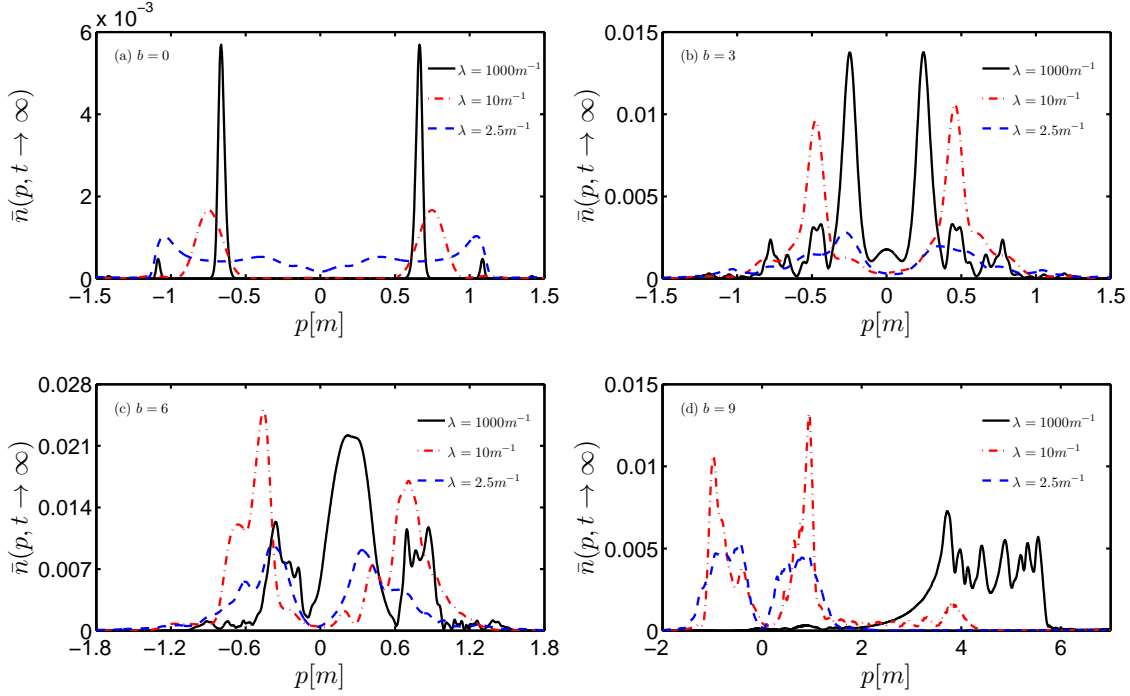 6 x 10⁻³
(a) b = 0
λ = 1000m⁻¹
λ = 10m⁻¹
λ = 2.5m⁻¹
6
4
2
0
n̄(p, t → ∞)
−1.5 −1 −0.5 0 0.5 1 1.5
p[m]
(b) b = 3
λ = 1000m⁻¹
λ = 10m⁻¹
λ = 2.5m⁻¹
0.015
0.01
0.005
0
n̄(p, t → ∞)
−1.5 −1 −0.5 0 0.5 1 1.5
p[m]
(c) b = 6
λ = 1000m⁻¹
λ = 10m⁻¹
λ = 2.5m⁻¹
0.028
0.021
0.014
0.007
0
n̄(p, t → ∞)
−1.8 −1.2 −0.6 0 0.6 1.2 1.8
p[m]
(d) b = 9
λ = 1000m⁻¹
λ = 10m⁻¹
λ = 2.5m⁻¹
0.015
0.01
0.005
0
n̄(p, t → ∞)
−2 0 2 4 6
p[m]